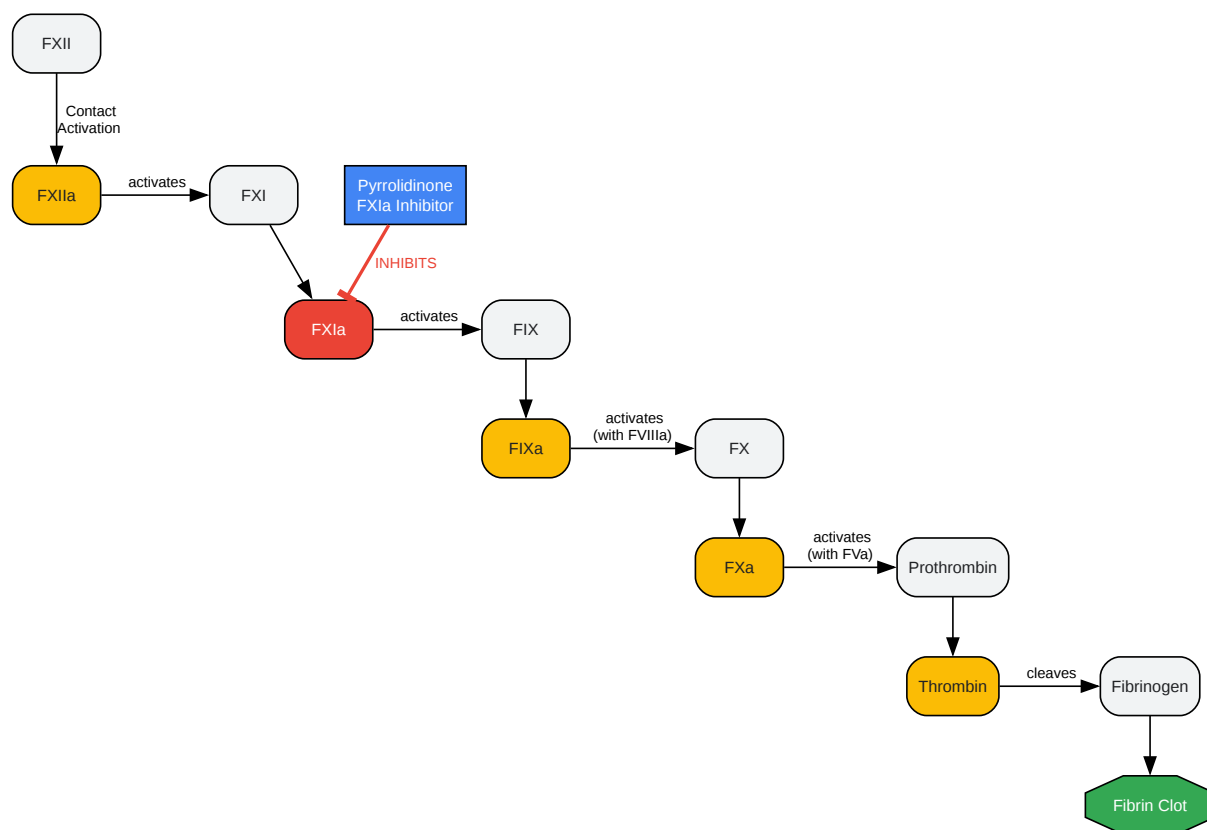 FXII
Contact
Activation
FXIIa
activates
FXI
Pyrrolidinone
FXIa Inhibitor
INHIBITS
FXIa
activates
FIX
FIXa
activates
(with FVIIIa)
FX
FXa
activates
(with FVa)
Prothrombin
Thrombin
cleaves
Fibrinogen
Fibrin Clot